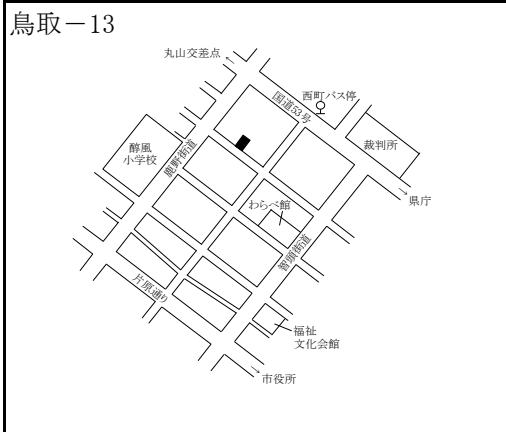 鳥取－13
丸山交差点
←
国道53号
西町バス停
醇風
小学校
鹿野街道
裁判所
→
県庁
わらべ館
智頭街道
片原通り
福祉
文化会館
→
市役所